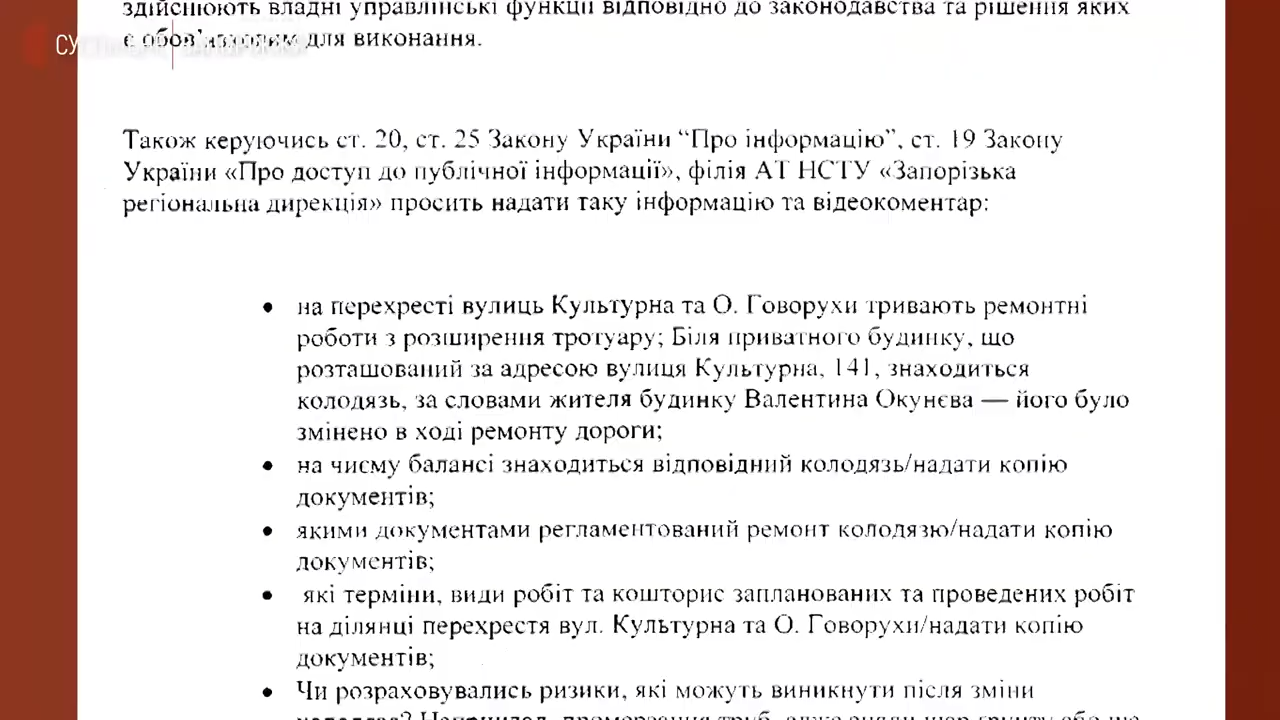 здійснюють владні управлінські функції відповідно до законодавства та рішення яких
є обов'язковим для виконання.
Також керуючись ст. 20, ст. 25 Закону України “Про інформацію”, ст. 19 Закону
України «Про доступ до публічної інформації», філія АТ НСТУ «Запорізька
регіональна дирекція» просить надати таку інформацію та відеокоментар:
• на перехресті вулиць Культурна та О. Говорухи тривають ремонтні
роботи з розширення тротуару; Біля приватного будинку, що
розташований за адресою вулиця Культурна, 141, знаходиться
колодязь, за словами жителя будинку Валентина Окунєва — його було
змінено в ході ремонту дороги;
• на чиєму балансі знаходиться відповідний колодязь/надати копію
документів;
• якими документами регламентований ремонт колодязю/надати копію
документів;
• які терміни, види робіт та кошторис запланованих та проведених робіт
на ділянці перехрестя вул. Культурна та О. Говорухи/надати копію
документів;
• Чи розраховувались ризики, які можуть виникнути після зміни